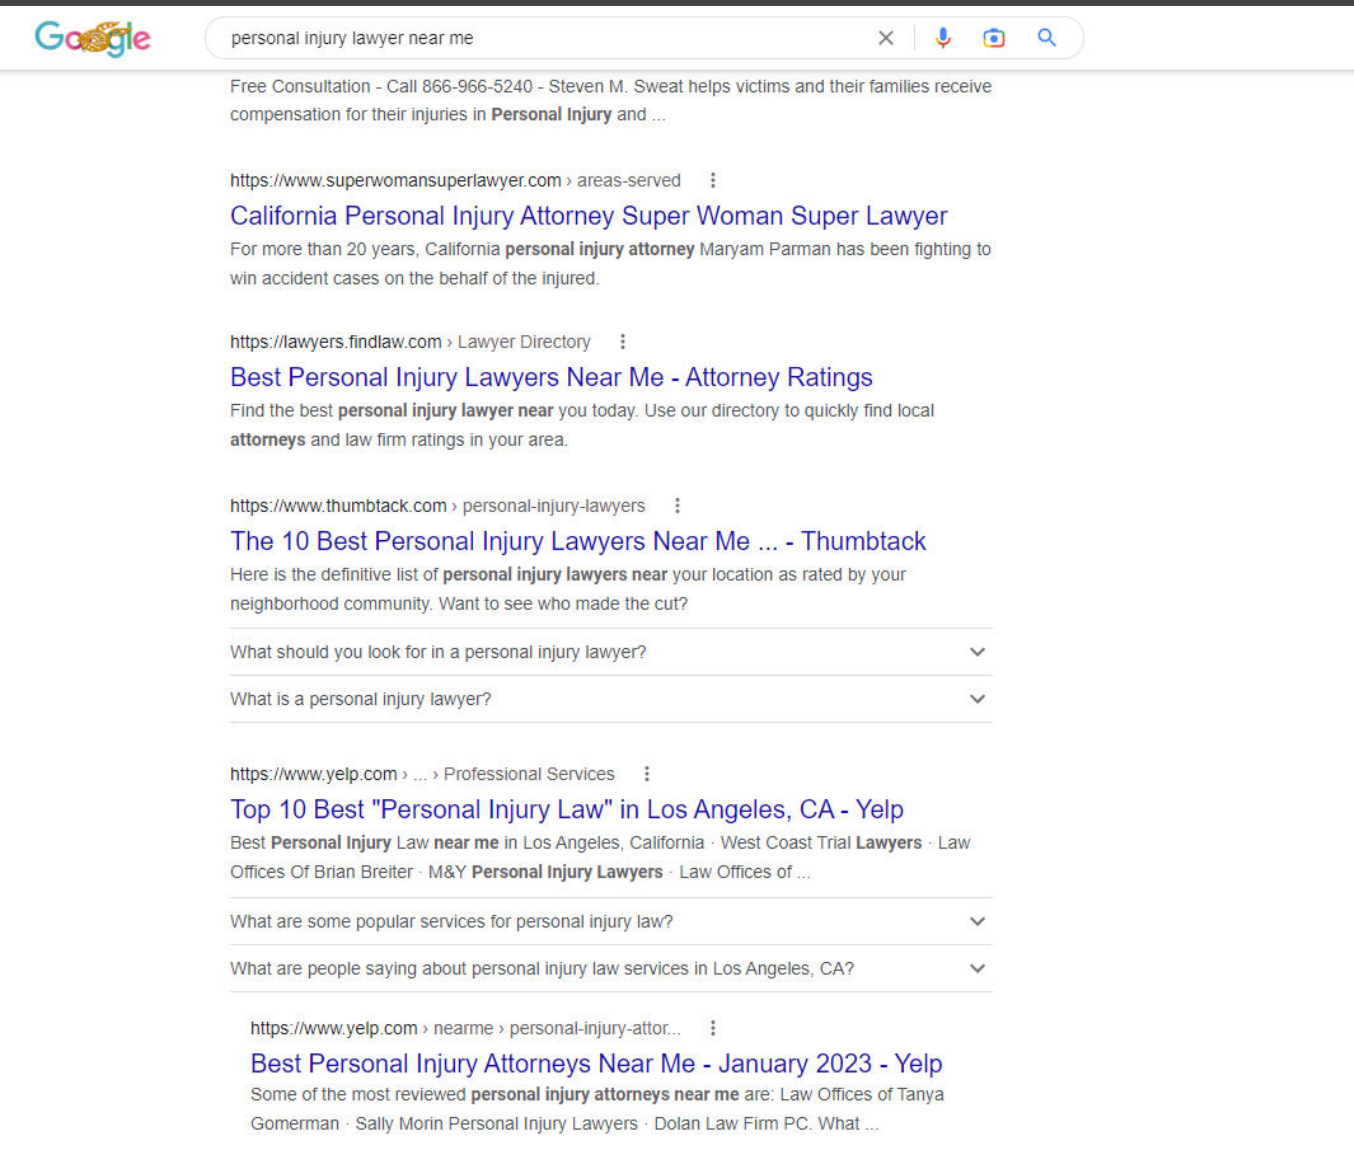 Google
personal injury lawyer near me
Free Consultation - Call 866-966-5240 - Steven M. Sweat helps victims and their families receive
compensation for their injuries in Personal Injury and ...
https://www.superwomansuperlawyer.com › areas-served
California Personal Injury Attorney Super Woman Super Lawyer
For more than 20 years, California personal injury attorney Maryam Parman has been fighting to
win accident cases on the behalf of the injured.
https://lawyers.findlaw.com › Lawyer Directory
Best Personal Injury Lawyers Near Me - Attorney Ratings
Find the best personal injury lawyer near you today. Use our directory to quickly find local
attorneys and law firm ratings in your area.
https://www.thumbtack.com › personal-injury-lawyers
The 10 Best Personal Injury Lawyers Near Me ... - Thumbtack
Here is the definitive list of personal injury lawyers near your location as rated by your
neighborhood community. Want to see who made the cut?
What should you look for in a personal injury lawyer?
What is a personal injury lawyer?
https://www.yelp.com › ... › Professional Services
Top 10 Best "Personal Injury Law" in Los Angeles, CA - Yelp
Best Personal Injury Law near me in Los Angeles, California · West Coast Trial Lawyers · Law
Offices Of Brian Breiter · M&Y Personal Injury Lawyers · Law Offices of ...
What are some popular services for personal injury law?
What are people saying about personal injury law services in Los Angeles, CA?
https://www.yelp.com › nearme › personal-injury-attor...
Best Personal Injury Attorneys Near Me - January 2023 - Yelp
Some of the most reviewed personal injury attorneys near me are: Law Offices of Tanya
Gomerman · Sally Morin Personal Injury Lawyers · Dolan Law Firm PC. What ...